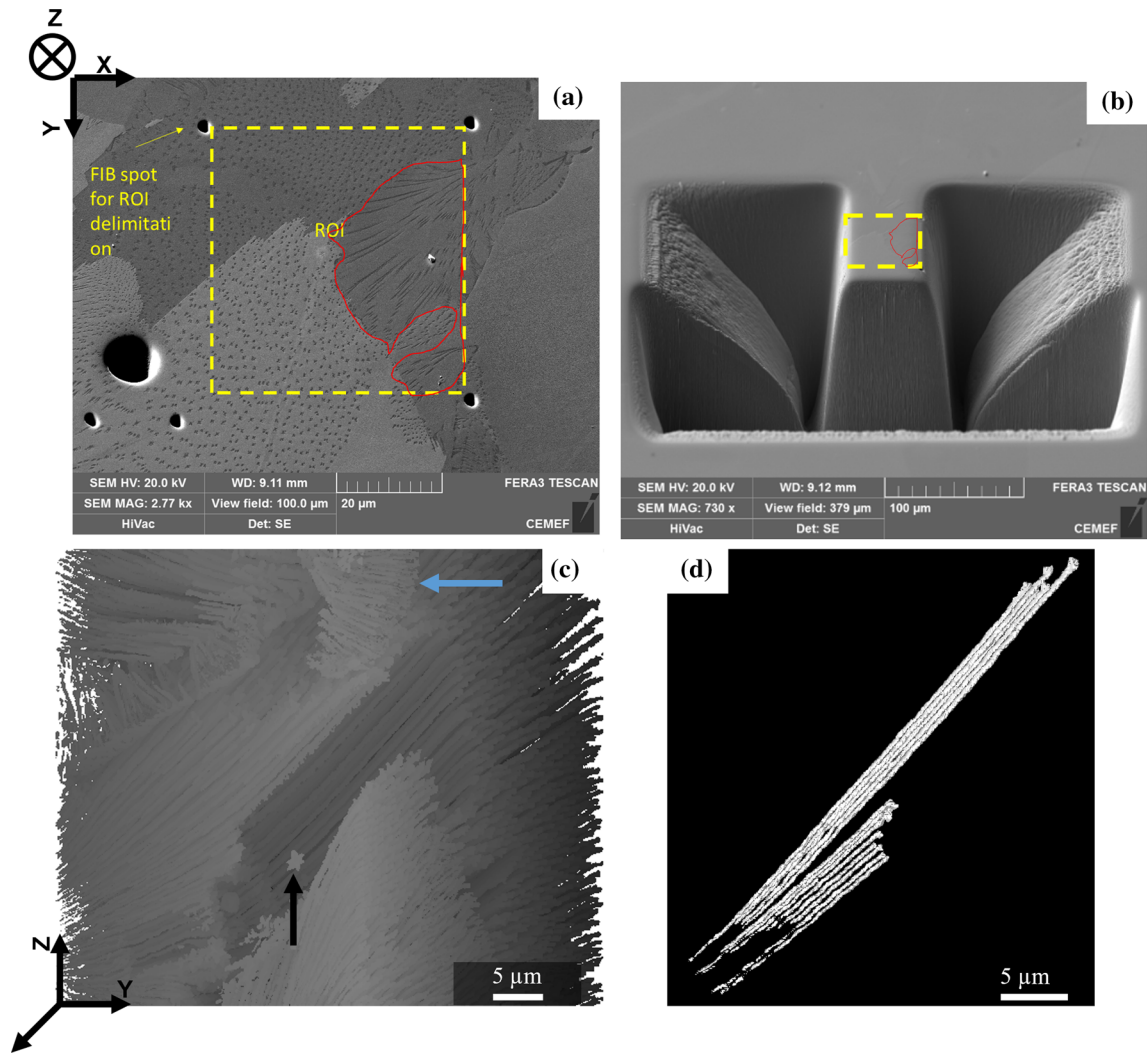 Z
X
Y
(a)
FIB spot
for ROI
delimitati
on
ROI
SEM HV: 20.0 kV WD: 9.11 mm FERA3 TESCAN
SEM MAG: 2.77 kx View field: 100.0 µm 20 µm
HiVac Det: SE CEMEF
(b)
SEM HV: 20.0 kV WD: 9.12 mm FERA3 TESCAN
SEM MAG: 730 x View field: 379 µm 100 µm
HiVac Det: SE CEMEF
(c)
Z
Y
5 µm
(d)
5 µm